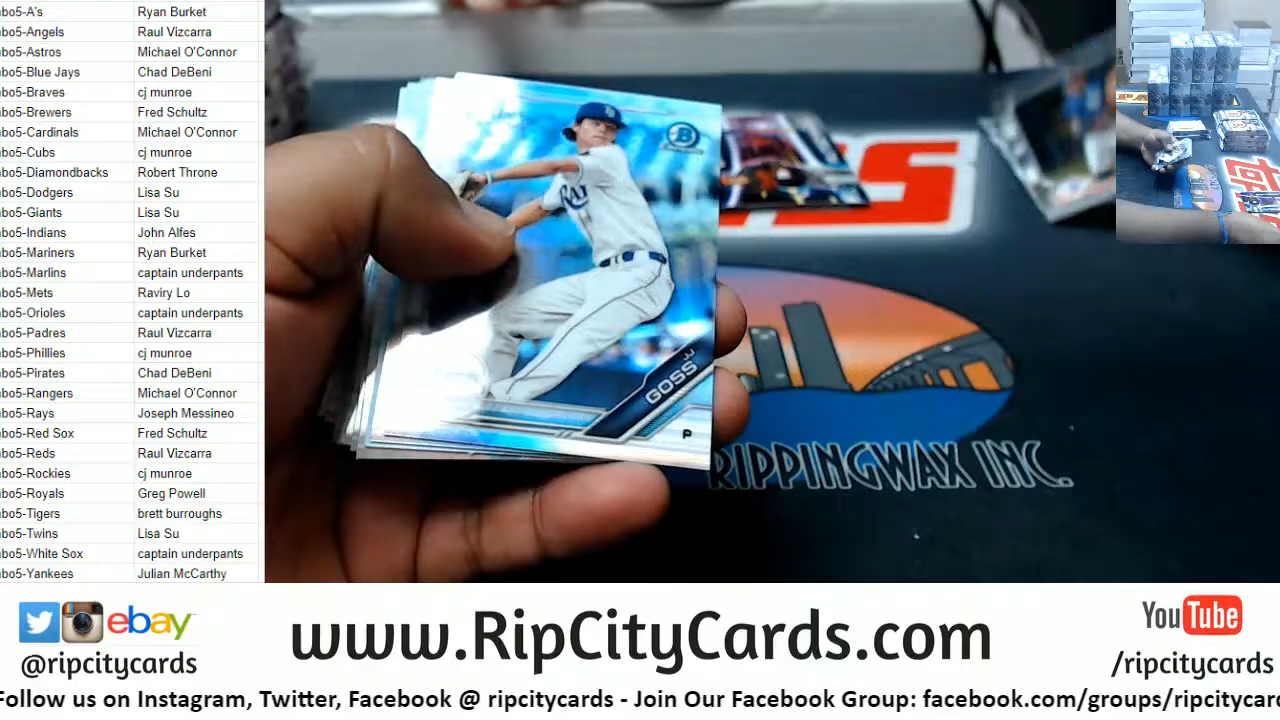 bo5-A's Ryan Burket
bo5-Angels Raul Vizcarra
bo5-Astros Michael O'Connor
bo5-Blue Jays Chad DeBeni
bo5-Braves cj munroe
bo5-Brewers Fred Schultz
bo5-Cardinals Michael O'Connor
bo5-Cubs cj munroe
bo5-Diamondbacks Robert Throne
bo5-Dodgers Lisa Su
bo5-Giants Lisa Su
bo5-Indians John Alfes
bo5-Mariners Ryan Burket
bo5-Marlins captain underpants
bo5-Mets Raviry Lo
bo5-Orioles captain underpants
bo5-Padres Raul Vizcarra
bo5-Phillies cj munroe
bo5-Pirates Chad DeBeni
bo5-Rangers Michael O'Connor
bo5-Rays Joseph Messineo
bo5-Red Sox Fred Schultz
bo5-Reds Raul Vizcarra
bo5-Rockies cj munroe
bo5-Royals Greg Powell
bo5-Tigers brett burroughs
bo5-Twins Lisa Su
bo5-White Sox captain underpants
bo5-Yankees Julian McCarthy
B
JJ
GOSS
P
S
RIPPINGWAX INC.
ebay
@ripcitycards
www.RipCityCards.com
YouTube
/ripcitycards
Follow us on Instagram, Twitter, Facebook @ ripcitycards - Join Our Facebook Group: facebook.com/groups/ripcitycar